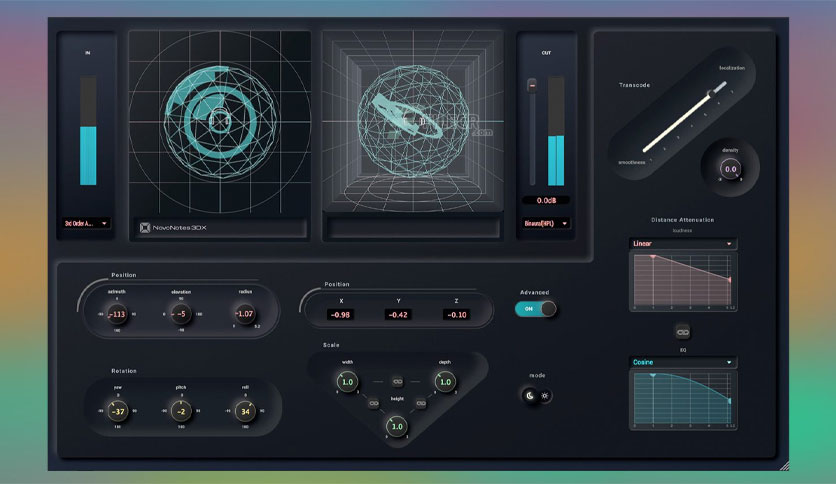 IN
OUT
3rd Order A...
NovoNotes 3DX
0.0dB
Binaural(HPL)
Transcode
localization
smoothness
density
0.0
Distance Attenuation
loudness
Linear
EQ
Cosine
Position
azimuth
elevation
radius
-113
-5
-1.07
Position
X
Y
Z
-0.98
-0.42
-0.10
Advanced
ON
Scale
width
depth
height
1.0
1.0
1.0
mode
Rotation
yaw
pitch
roll
-37
-2
34